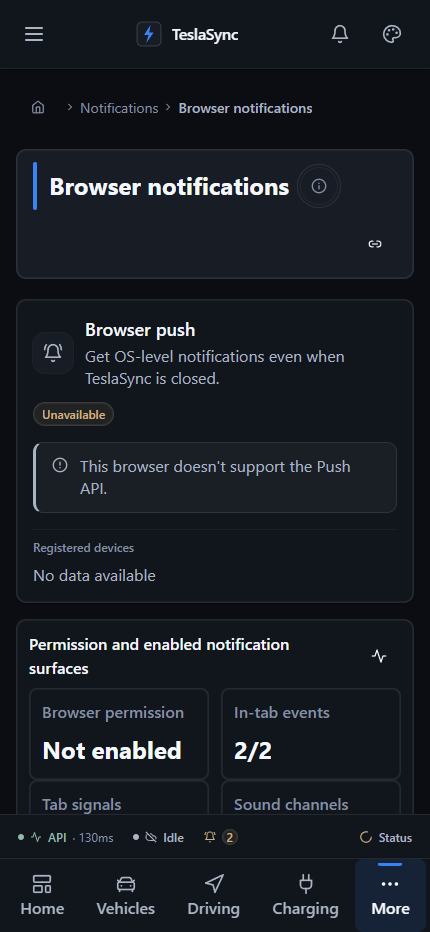 TeslaSync
Notifications
Browser notifications
Browser notifications
Browser push
Get OS-level notifications even when
TeslaSync is closed.
Unavailable
This browser doesn't support the Push
API.
Registered devices
No data available
Permission and enabled notification
surfaces
Browser permission
In-tab events
Not enabled
2/2
Tab signals
Sound channels
API · 130ms
Idle
2
Status
Home
Vehicles
Driving
Charging
More